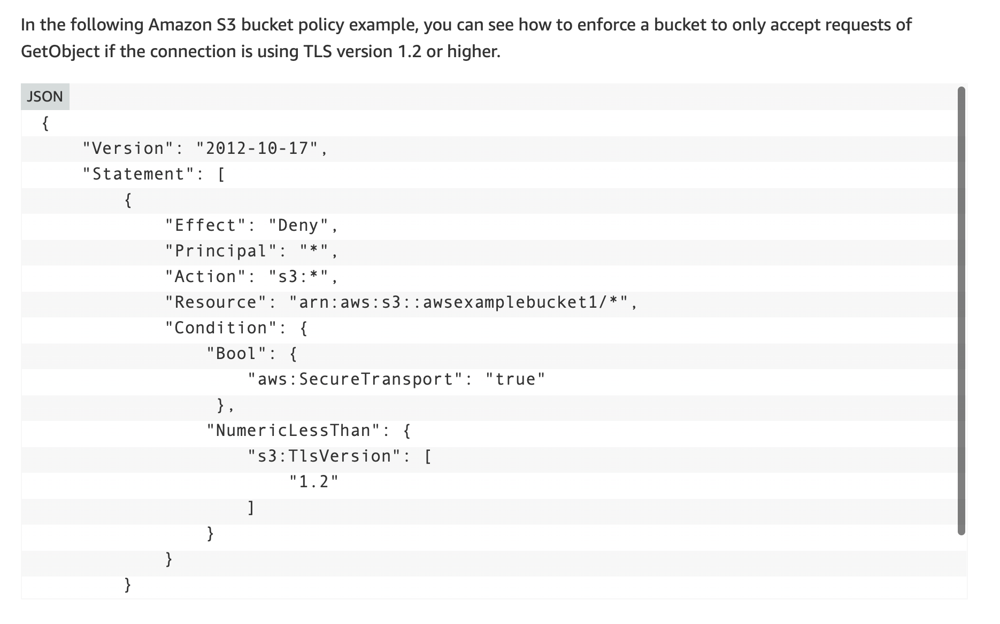 In the following Amazon S3 bucket policy example, you can see how to enforce a bucket to only accept requests of
GetObject if the connection is using TLS version 1.2 or higher.
JSON
{
"Version": "2012-10-17",
"Statement": [
{
"Effect": "Deny",
"Principal": "*",
"Action": "s3:*",
"Resource": "arn:aws:s3::awsexamplebucket1/*",
"Condition": {
"Bool": {
"aws:SecureTransport": "true"
},
"NumericLessThan": {
"s3:TlsVersion": [
"1.2"
]
}
}
}